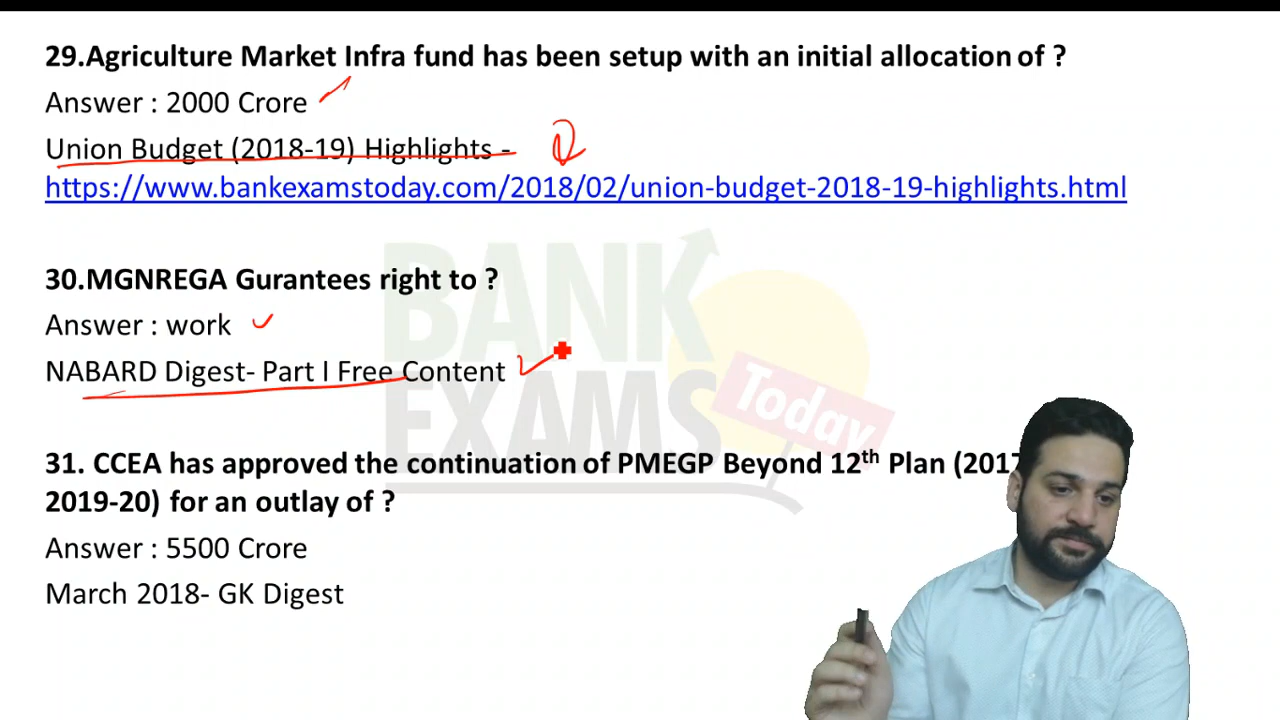 29.Agriculture Market Infra fund has been setup with an initial allocation of ?
Answer : 2000 Crore
Union Budget (2018-19) Highlights -
https://www.bankexamstoday.com/2018/02/union-budget-2018-19-highlights.html
30.MGNREGA Gurantees right to ?
Answer : work
NABARD Digest- Part I Free Content
BANK
EXAMS
Today
31. CCEA has approved the continuation of PMEGP Beyond 12th Plan (2017
2019-20) for an outlay of ?
Answer : 5500 Crore
March 2018- GK Digest